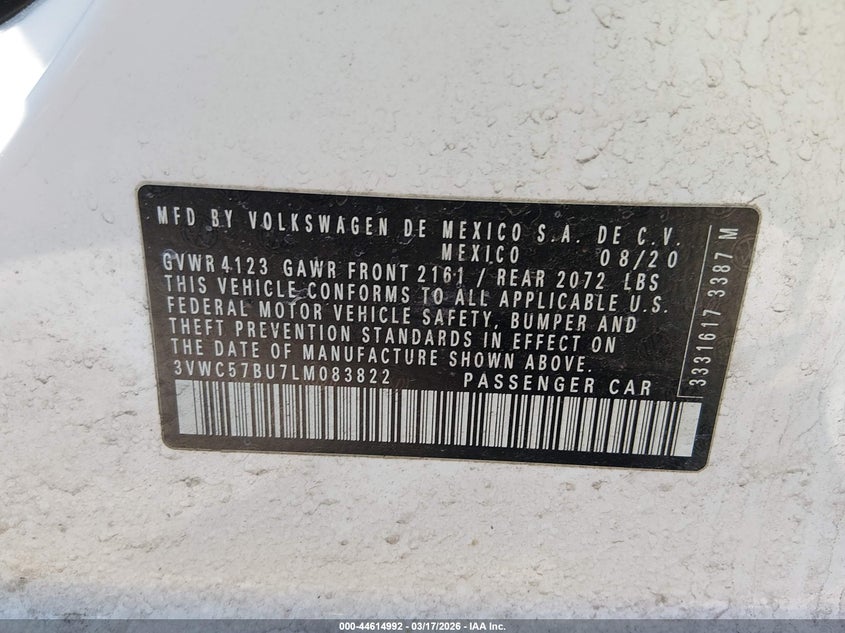 MFD BY VOLKSWAGEN DE MEXICO S.A. DE C.V.
MEXICO 08/20
GVWR 4123 GAWR FRONT 2161 / REAR 2072 LBS
THIS VEHICLE CONFORMS TO ALL APPLICABLE U.S.
FEDERAL MOTOR VEHICLE SAFETY, BUMPER AND
THEFT PREVENTION STANDARDS IN EFFECT ON
THE DATE OF MANUFACTURE SHOWN ABOVE.
3VWC57BU7LM083822 PASSENGER CAR
3331617 3387 M
000-44614992 - 03/17/2026 - IAA Inc.